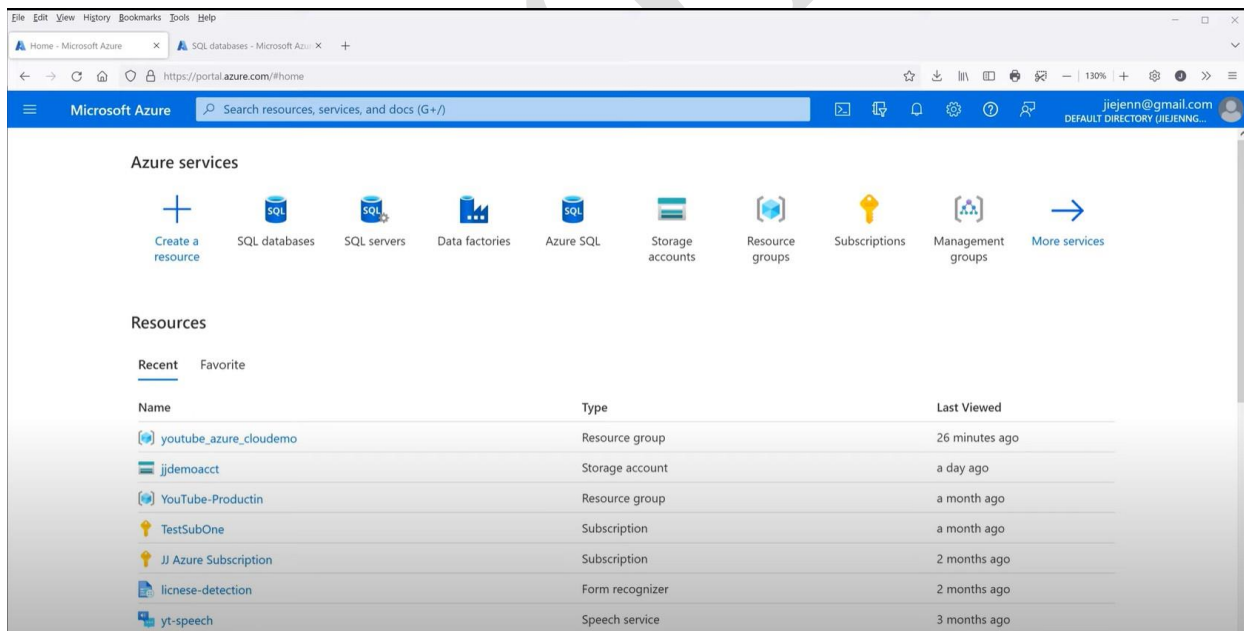 File Edit View History Bookmarks Tools Help
Home - Microsoft Azure SQL databases - Microsoft Azu
https://portal.azure.com/#home 130%
Microsoft Azure Search resources, services, and docs (G+/) jiejenn@gmail.com
DEFAULT DIRECTORY (JIEJENNG...
Azure services
Create a resource
SQL databases
SQL servers
Data factories
Azure SQL
Storage accounts
Resource groups
Subscriptions
Management groups
More services
Resources
Recent Favorite
Name Type Last Viewed
youtube_azure_cloudemo Resource group 26 minutes ago
jjdemoacct Storage account a day ago
YouTube-Productin Resource group a month ago
TestSubOne Subscription a month ago
JJ Azure Subscription Subscription 2 months ago
licnese-detection Form recognizer 2 months ago
yt-speech Speech service 3 months ago